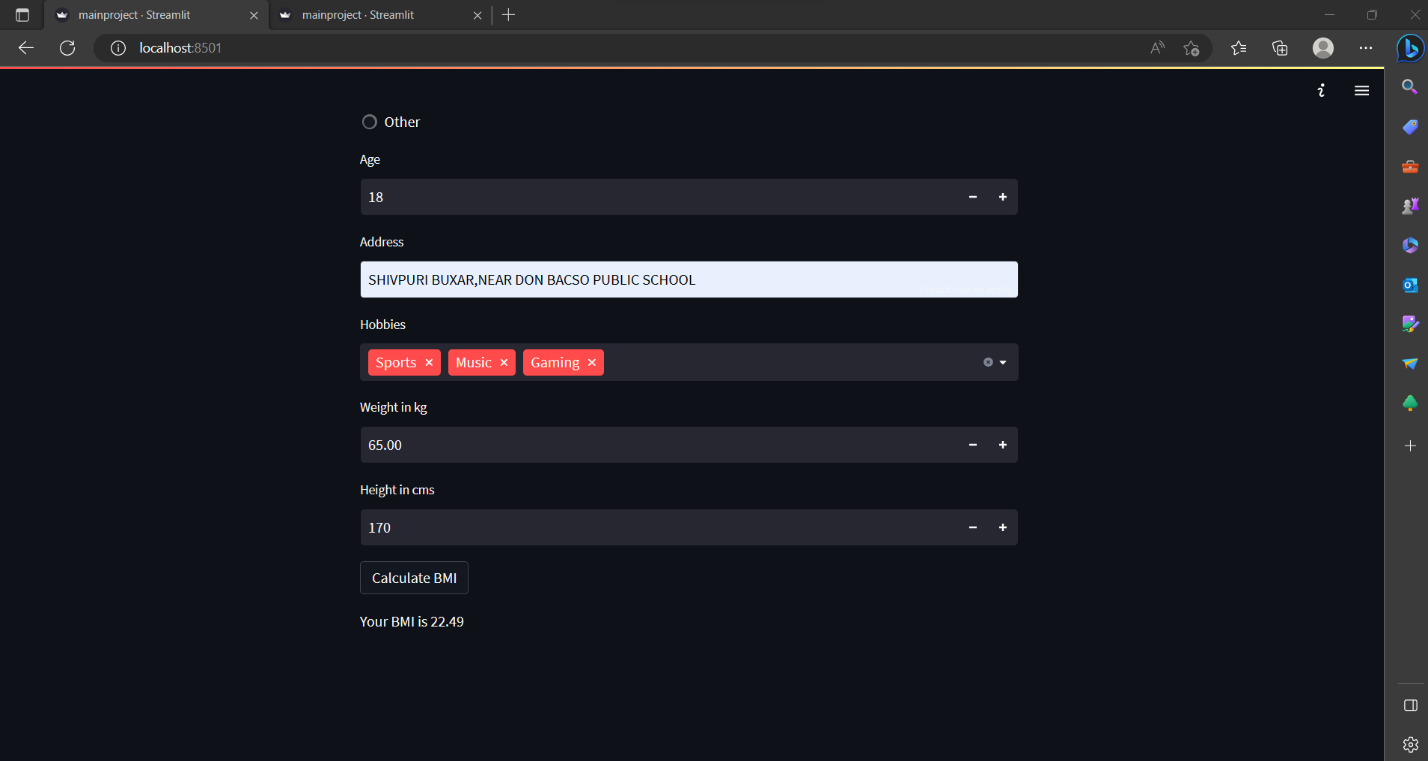 mainproject · Streamlit
mainproject · Streamlit
localhost:8501
Other
Age
18
Address
SHIVPURI BUXAR,NEAR DON BACSO PUBLIC SCHOOL
Hobbies
Sports
Music
Gaming
Weight in kg
65.00
Height in cms
170
Calculate BMI
Your BMI is 22.49